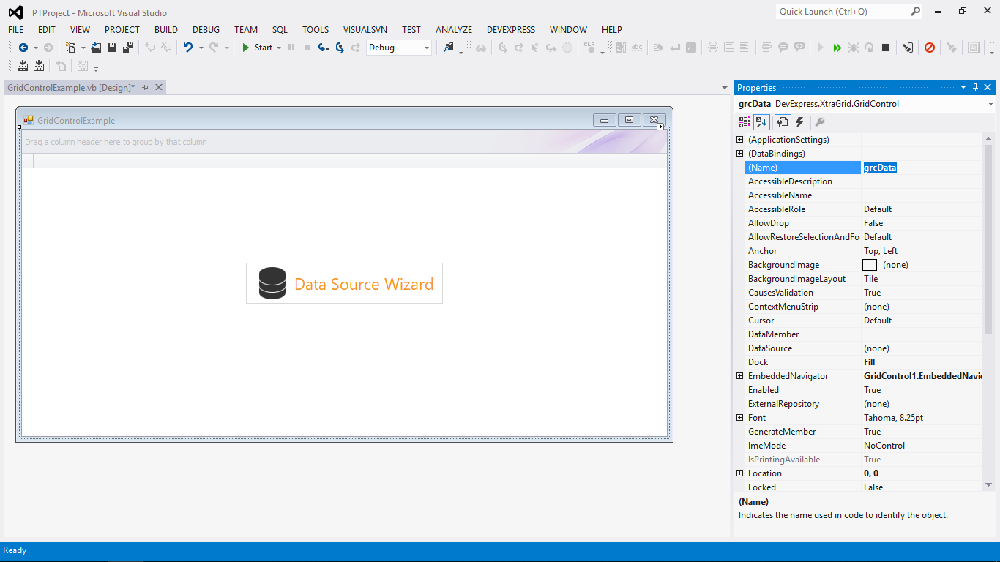 PTProject - Microsoft Visual Studio
Quick Launch (Ctrl+Q)
FILE EDIT VIEW PROJECT BUILD DEBUG TEAM SQL TOOLS VISUALSVN TEST ANALYZE DEVEXPRESS WINDOW HELP
Start Debug CLR abc 21
GridControlExample.vb [Design]*
GridControlExample
Drag a column header here to group by that column
Data Source Wizard
Properties
grcData DevExpress.XtraGrid.GridControl
(ApplicationSettings)
(DataBindings)
(Name) grcData
AccessibleDescription
AccessibleName
AccessibleRole Default
AllowDrop False
AllowRestoreSelectionAndFo Default
Anchor Top, Left
BackgroundImage (none)
BackgroundImageLayout Tile
CausesValidation True
ContextMenuStrip (none)
Cursor Default
DataMember
DataSource (none)
Dock Fill
EmbeddedNavigator GridControl1.EmbeddedNavig
Enabled True
ExternalRepository (none)
Font Tahoma, 8.25pt
GenerateMember True
ImeMode NoControl
IsPrintingAvailable True
Location 0, 0
Locked False
(Name)
Indicates the name used in code to identify the object.
Ready